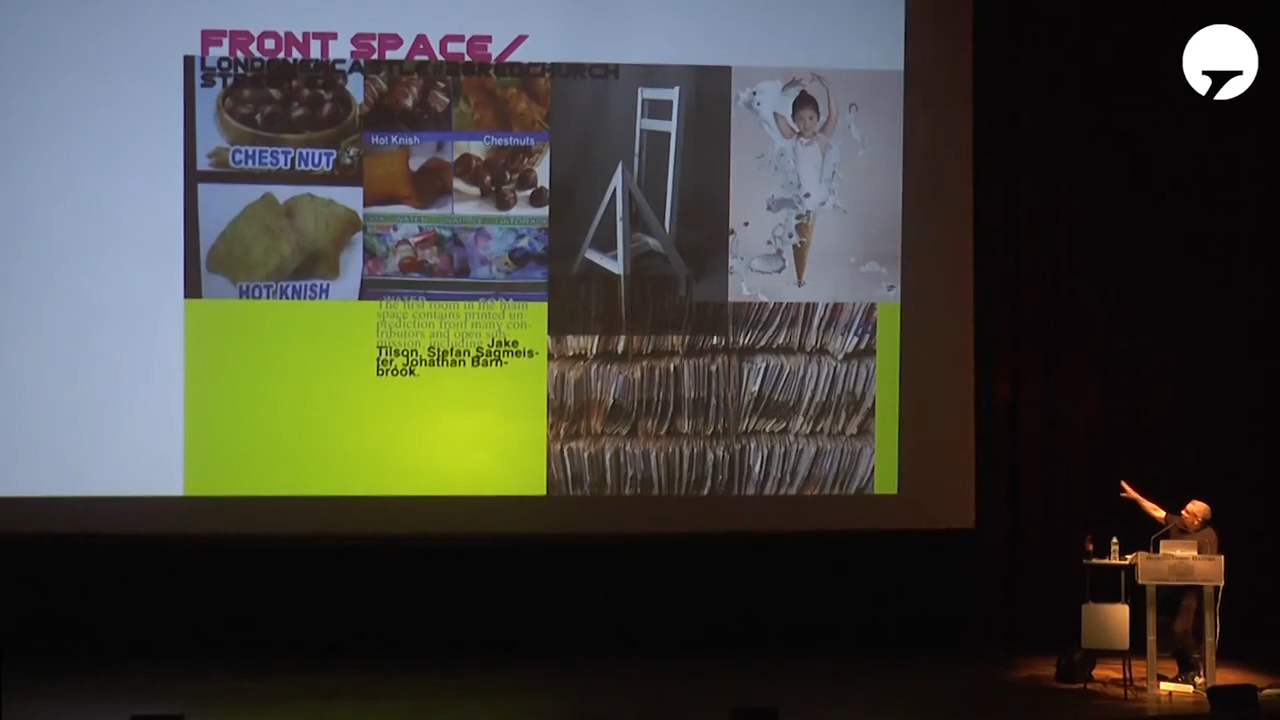 FRONT SPACE/
CHEST NUT
HOT KNISH
Hot Knish
Chestnuts
The first room in the main
space contains printed un-
prediction from many con-
tributors and open sub-
mission, including Jake
Tilson, Stefan Sagmeis-
ter, Johathan Barn-
brook.